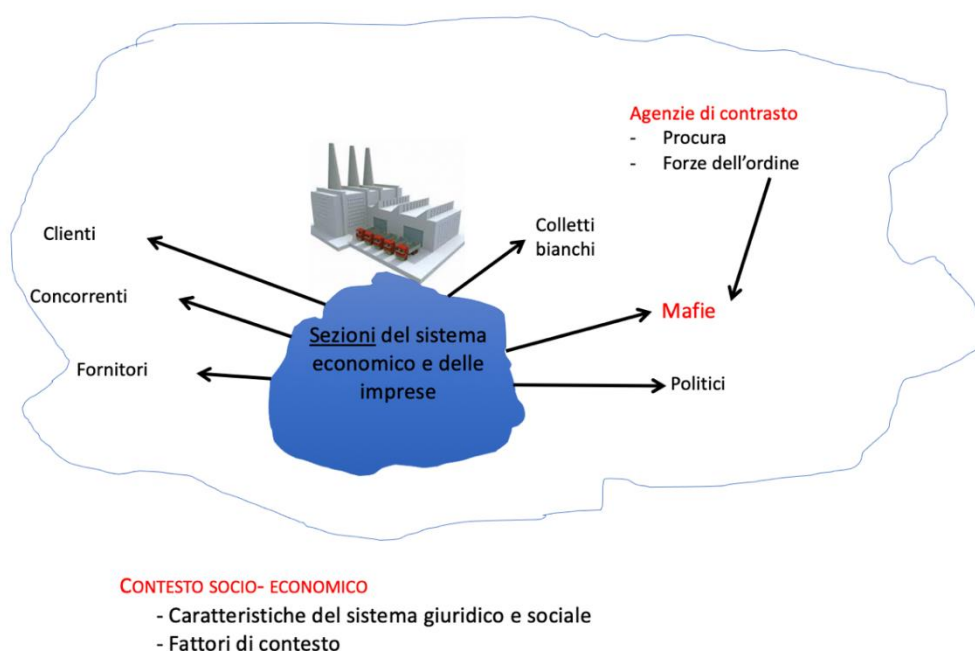 Agenzie di contrasto
- Procura
- Forze dell'ordine
Clienti
Colletti
bianchi
Concorrenti
Mafie
Sezioni del sistema
economico e delle
imprese
Fornitori
Politici
CONTESTO SOCIO- ECONOMICO
- Caratteristiche del sistema giuridico e sociale
- Fattori di contesto